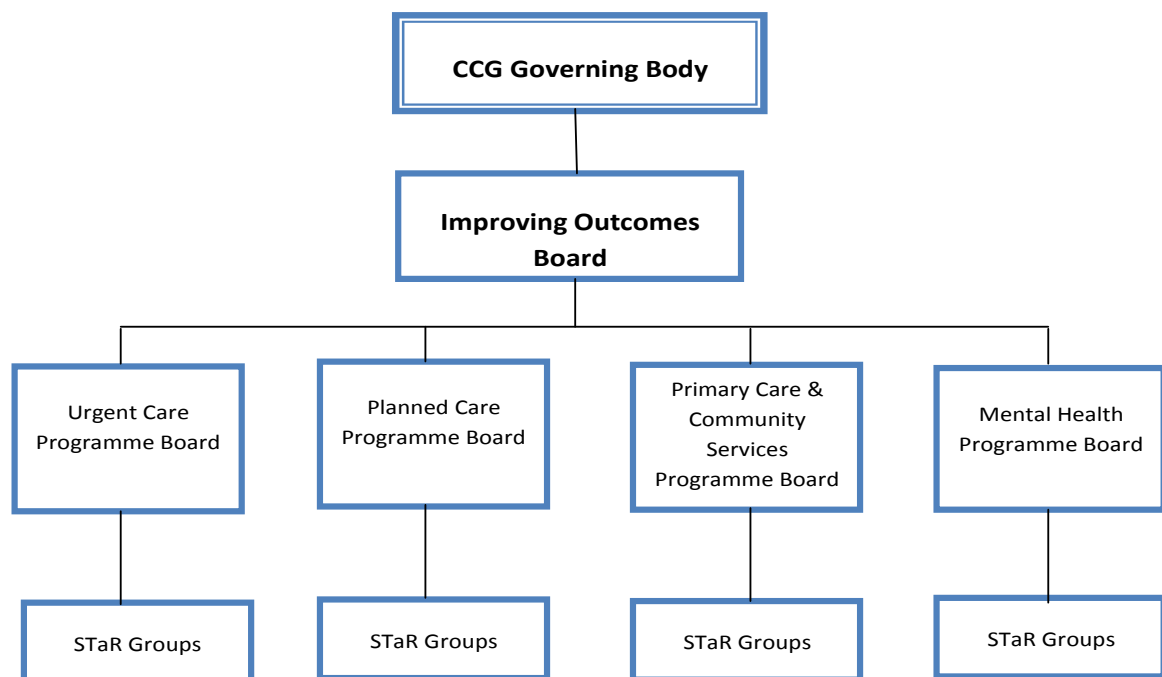 CCG Governing Body
Improving Outcomes
Board
Urgent Care
Programme Board
Planned Care
Programme Board
Primary Care &
Community
Services
Programme Board
Mental Health
Programme Board
STaR Groups
STaR Groups
STaR Groups
STaR Groups